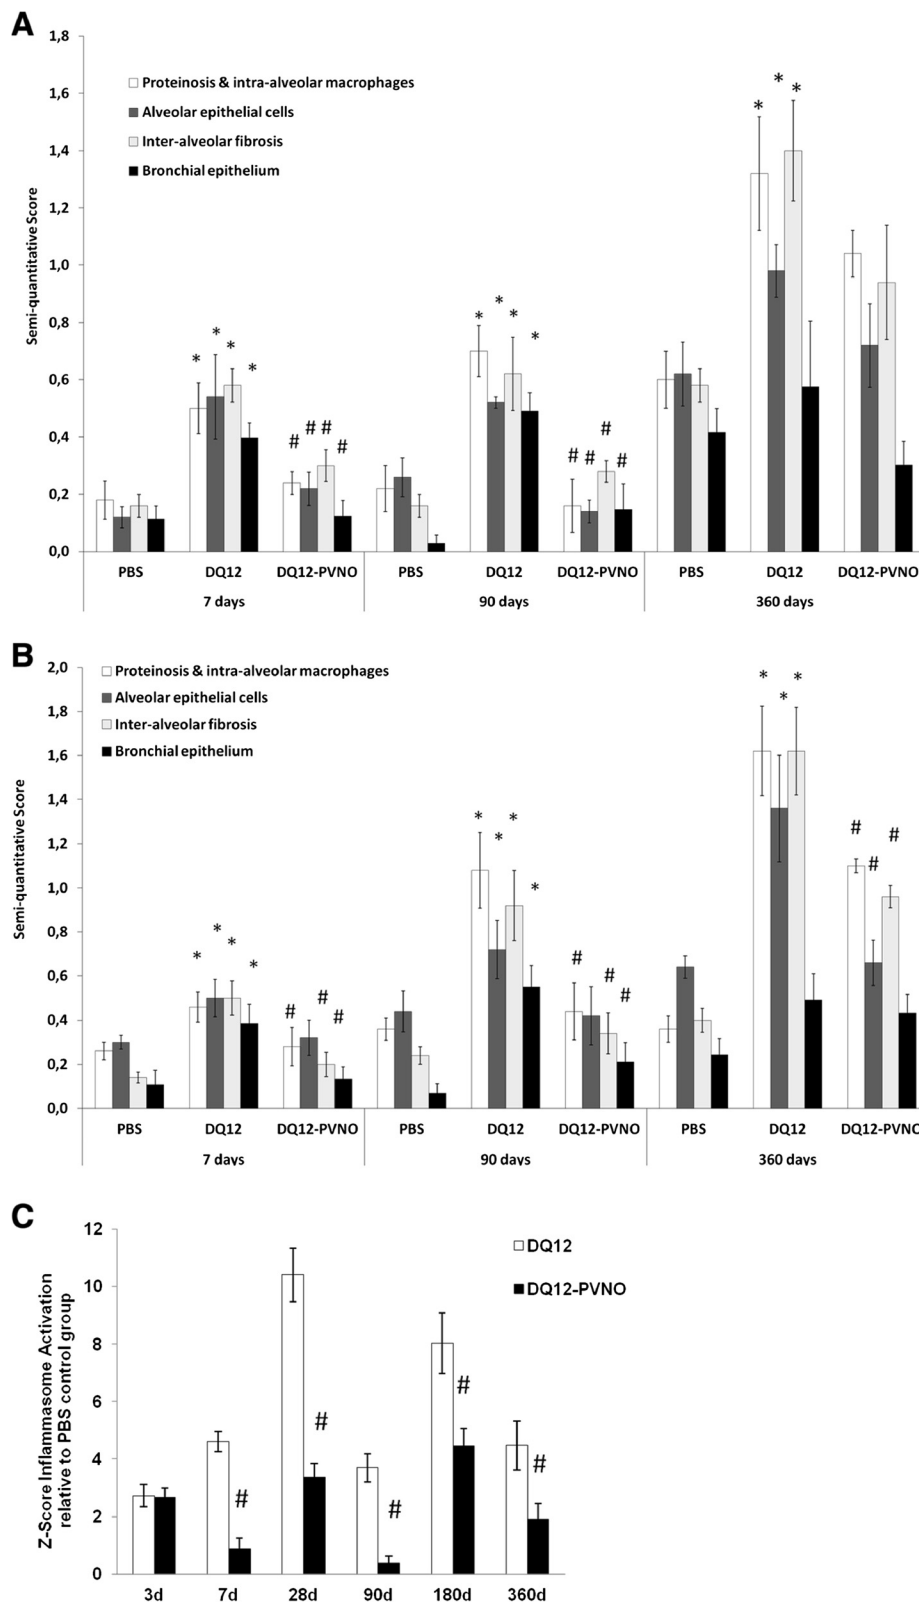 A
1,8
1,6
1,4
1,2
1,0
0,8
0,6
0,4
0,2
0,0
Semi-quantitative Score
Proteinosis & intra-alveolar macrophages
Alveolar epithelial cells
Inter-alveolar fibrosis
Bronchial epithelium
* * * *
# # # #
* * * *
# # # #
* * *
PBS DQ12 DQ12-PVNO PBS DQ12 DQ12-PVNO PBS DQ12 DQ12-PVNO
7 days 90 days 360 days
B
2,0
1,8
1,6
1,4
1,2
1,0
0,8
0,6
0,4
0,2
0,0
Semi-quantitative Score
Proteinosis & intra-alveolar macrophages
Alveolar epithelial cells
Inter-alveolar fibrosis
Bronchial epithelium
* * * *
# # #
* * * *
# # #
* * *
# # #
PBS DQ12 DQ12-PVNO PBS DQ12 DQ12-PVNO PBS DQ12 DQ12-PVNO
7 days 90 days 360 days
C
12
10
8
6
4
2
0
Z-Score Inflammasome Activation
relative to PBS control group
DQ12
DQ12-PVNO
# # # # #
3d 7d 28d 90d 180d 360d